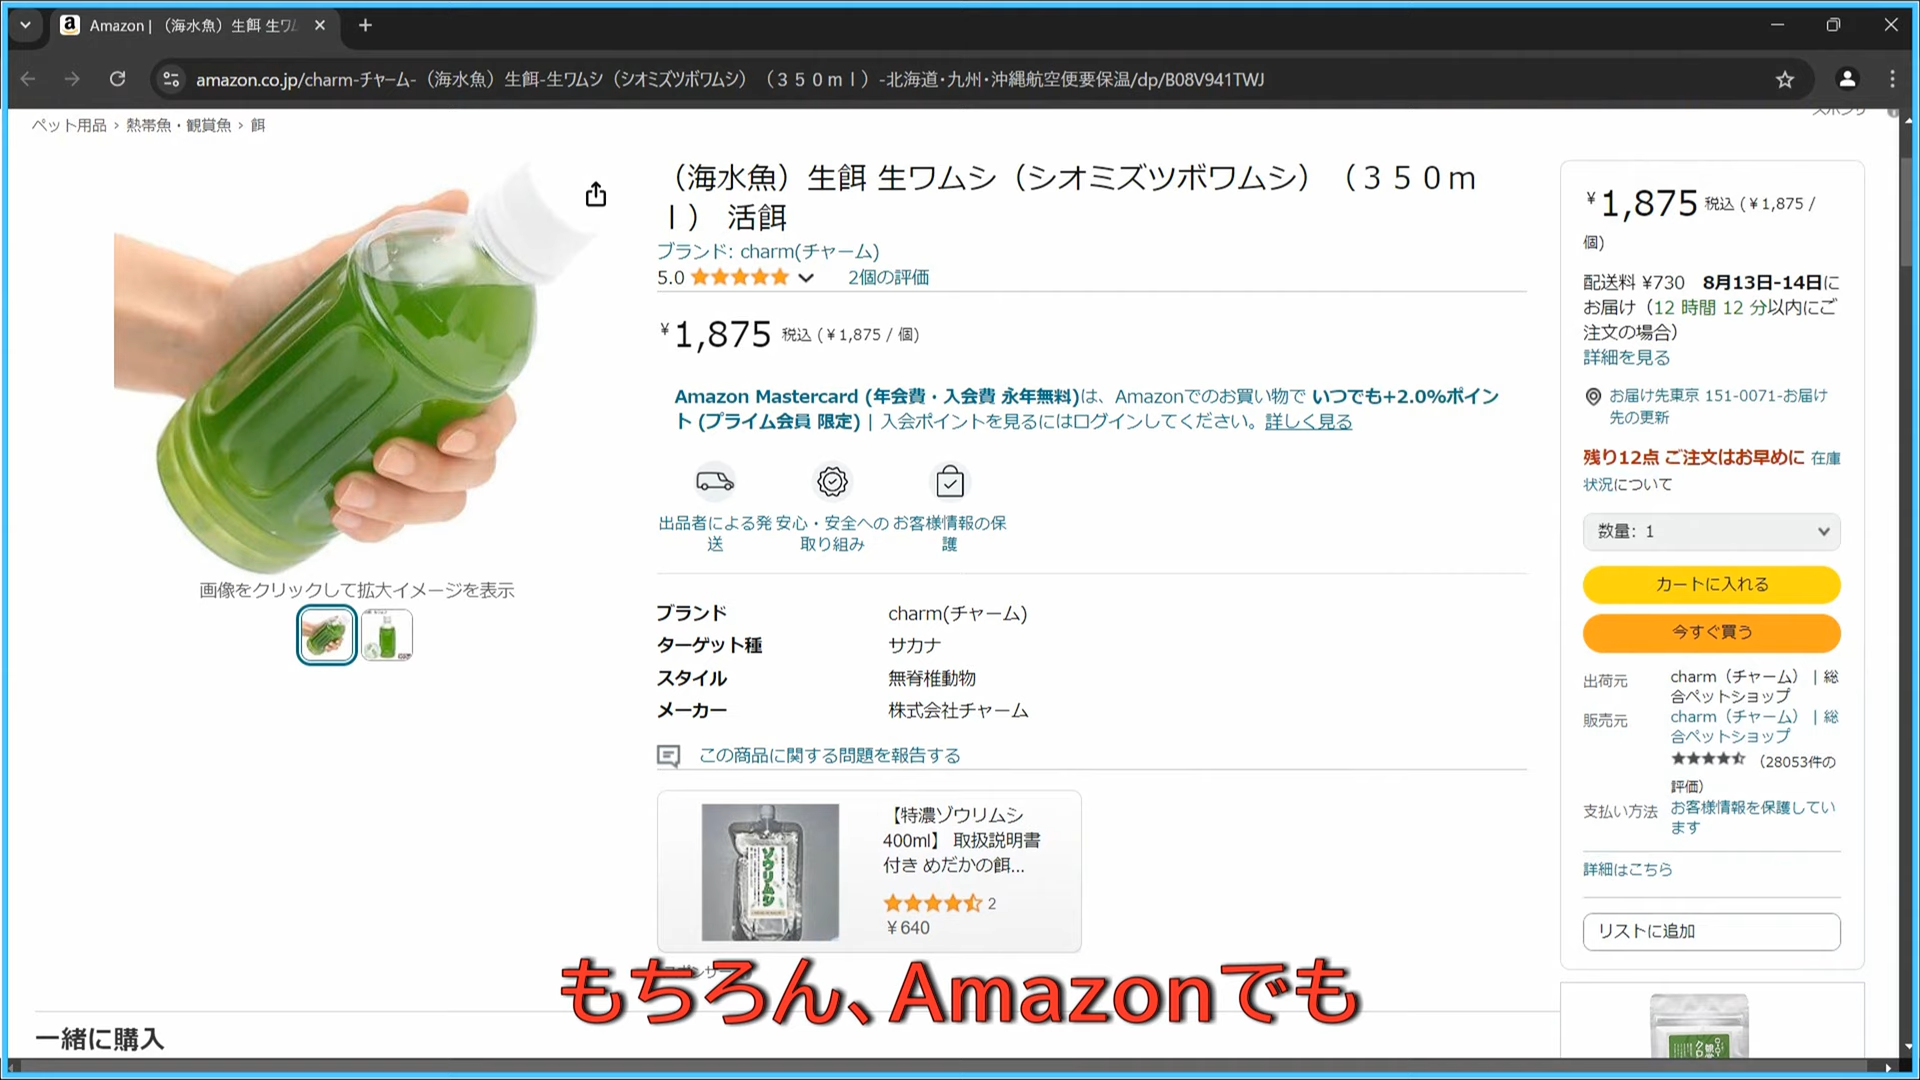 Amazon | （海水魚）生餌 生ワム
amazon.co.jp/charm-チャーム-（海水魚）生餌-生ワムシ（シオミズツボワムシ）（３５０ｍｌ）-北海道･九州･沖縄航空便要保温/dp/B08V941TWJ
ペット用品 › 熱帯魚・観賞魚 › 餌
（海水魚）生餌 生ワムシ（シオミズツボワムシ）（３５０ｍ
ｌ） 活餌
ブランド: charm(チャーム)
5.0 2個の評価
¥1,875 税込 (¥1,875 / 個)
Amazon Mastercard (年会費・入会費 永年無料)は、Amazonでのお買い物で いつでも+2.0%ポイン
ト (プライム会員 限定) | 入会ポイントを見るにはログインしてください。詳しく見る
出品者による発
送
安心・安全への
取り組み
お客様情報の保
護
画像をクリックして拡大イメージを表示
ブランド charm(チャーム)
ターゲット種 サカナ
スタイル 無脊椎動物
メーカー 株式会社チャーム
この商品に関する問題を報告する
ゾウリムシ
【特濃ゾウリムシ
400ml】 取扱説明書
付き めだかの餌...
2
¥640
もちろん、Amazonでも
一緒に購入
¥1,875 税込 (¥1,875 /
個)
配送料 ¥730 8月13日-14日に
お届け（12 時間 12 分以内にご
注文の場合）
詳細を見る
お届け先東京 151-0071-お届け
先の更新
残り12点 ご注文はお早めに 在庫
状況について
数量: 1
カートに入れる
今すぐ買う
出荷元 charm（チャーム） | 総
合ペットショップ
販売元 charm（チャーム） | 総
合ペットショップ
（28053件の
評価）
支払い方法 お客様情報を保護してい
ます
詳細はこちら
リストに追加